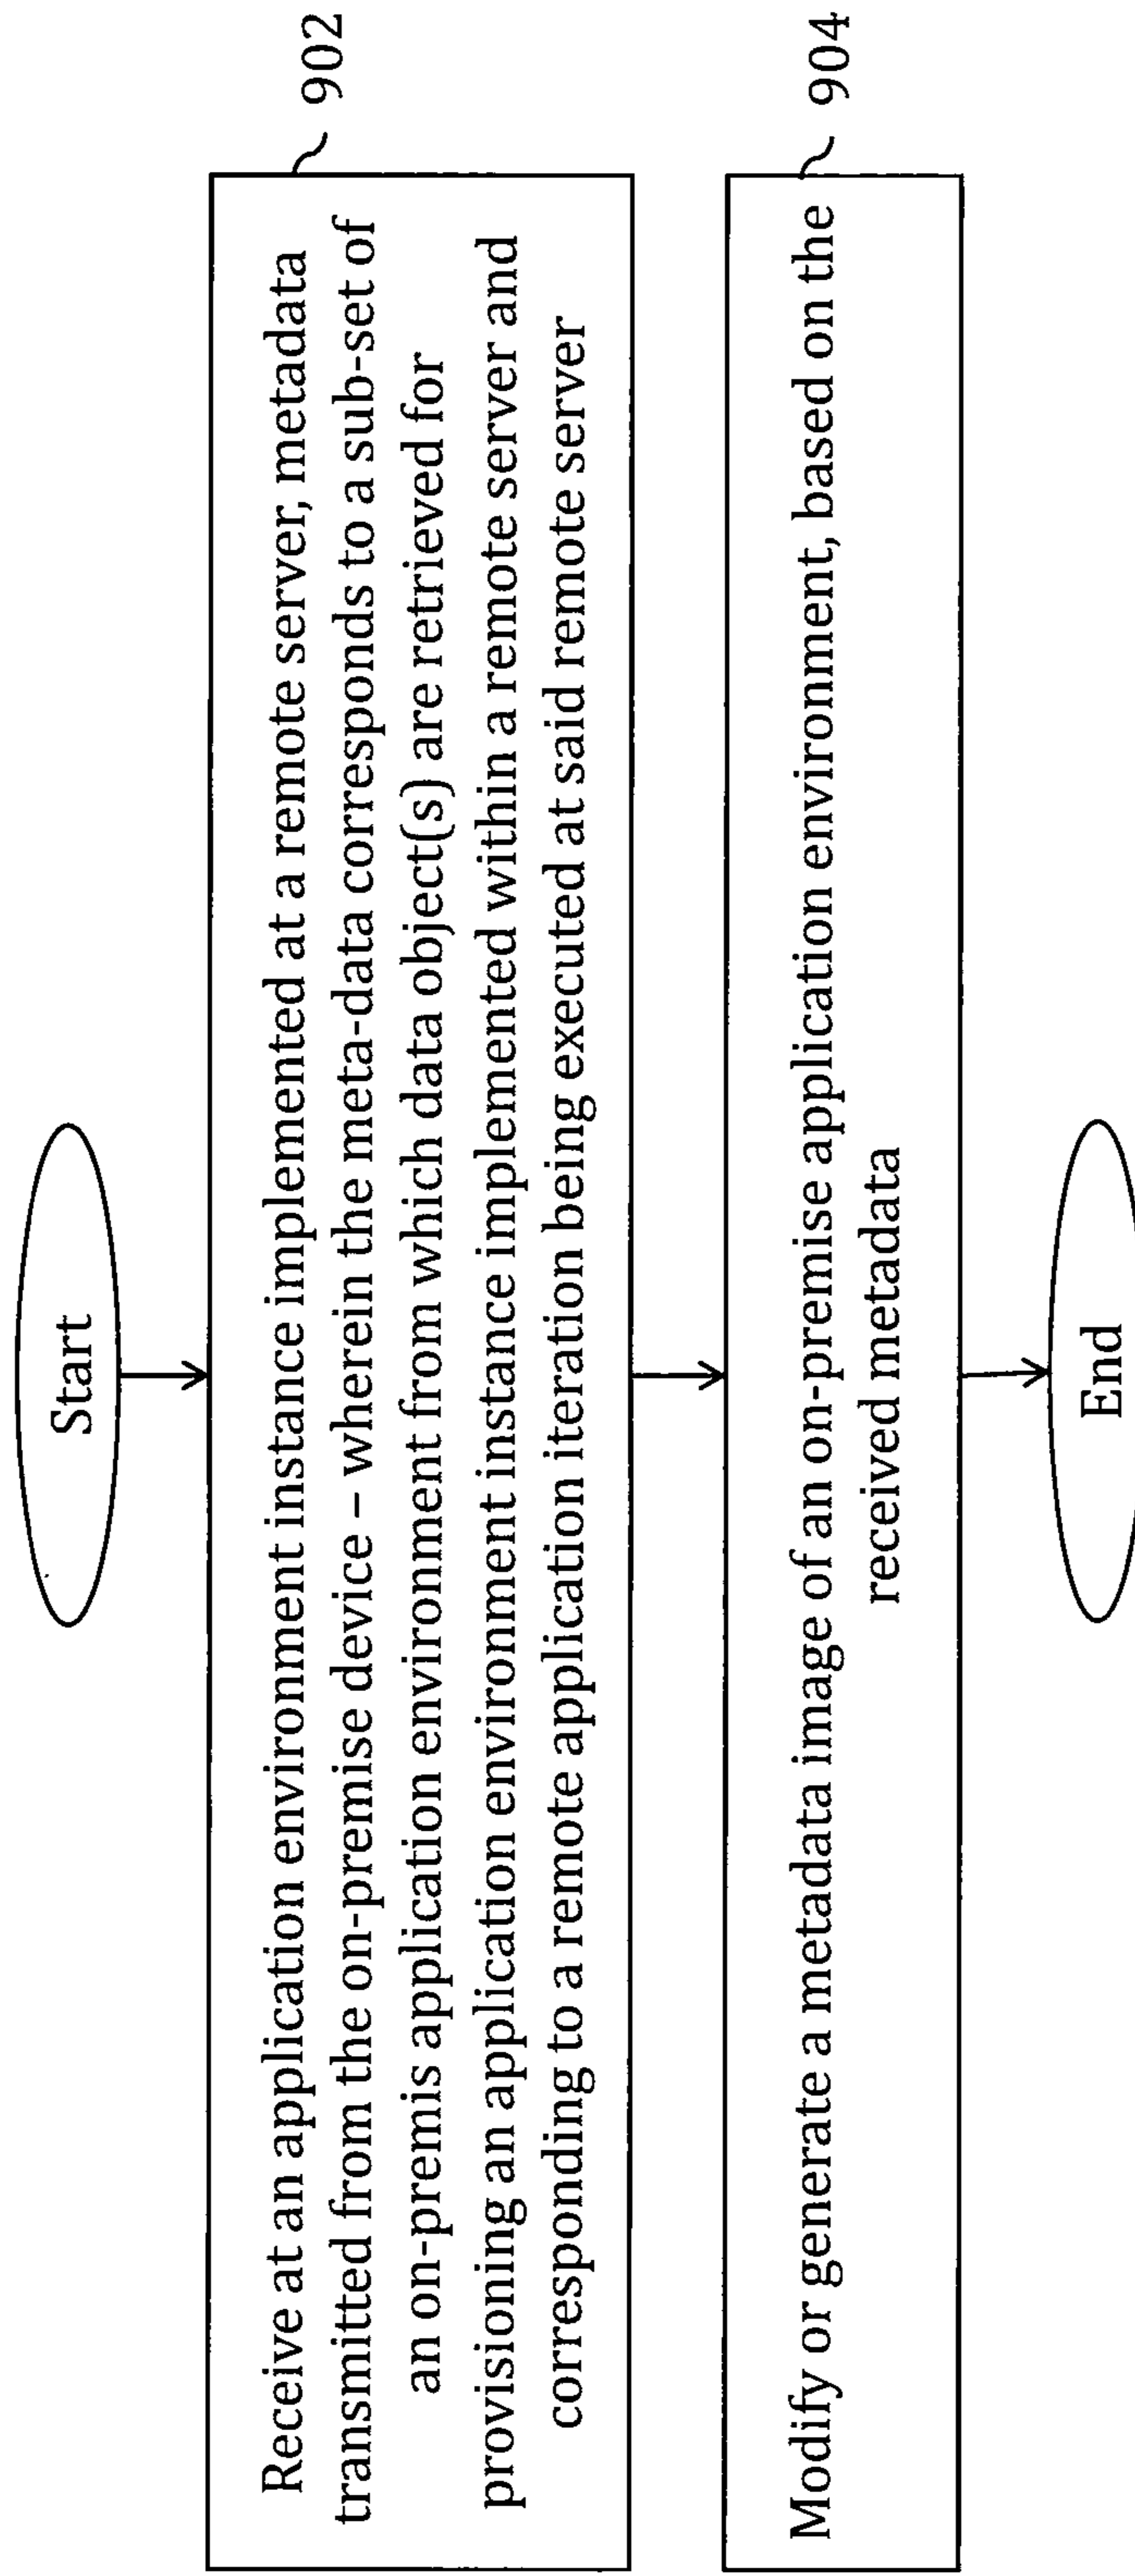 Start
902
Receive at an application environment instance implemented at a remote server, metadata
transmitted from the on-premise device – wherein the meta-data corresponds to a sub-set of
an on-premis application environment from which data object(s) are retrieved for
provisioning an application environment instance implemented within a remote server and
corresponding to a remote application iteration being executed at said remote server
904
Modify or generate a metadata image of an on-premise application environment, based on the
received metadata
End